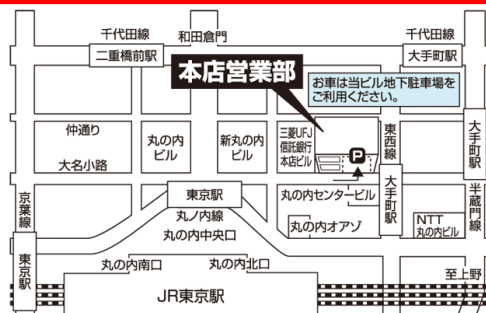 千代田線
和田倉門
千代田線
二重橋前駅
大手町駅
本店営業部
お車は当ビル地下駐車場を
ご利用ください。
仲通り
丸の内
ビル
新丸の内
ビル
三菱UFJ
信託銀行
本店ビル
P
東西線
大手町駅
大名小路
東京駅
丸の内センタービル
大手町駅
半蔵門線
京葉線
丸ノ内線
丸の内中央口
丸の内オアゾ
NTT
丸の内ビル
東京駅
丸の内南口
丸の内北口
至上野
JR東京駅